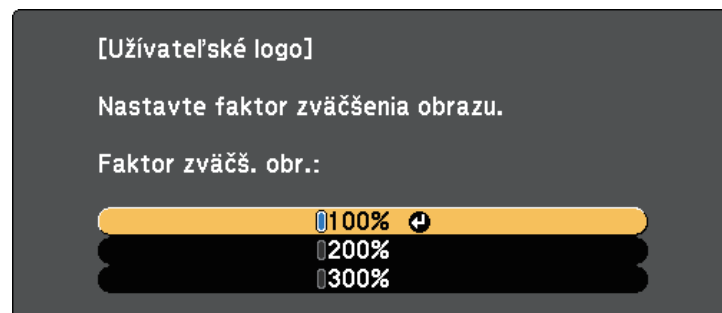 [Užívateľské logo]
Nastavte faktor zväčšenia obrazu.
Faktor zväčš. obr.:
100%
200%
300%